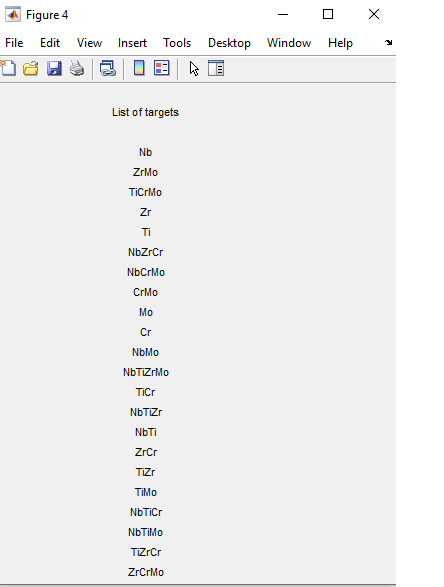 Figure 4
File Edit View Insert Tools Desktop Window Help
List of targets
Nb
ZrMo
TiCrMo
Zr
Ti
NbZrCr
NbCrMo
CrMo
Mo
Cr
NbMo
NbTiZrMo
TiCr
NbTiZr
NbTi
ZrCr
TiZr
TiMo
NbTiCr
NbTiMo
TiZrCr
ZrCrMo